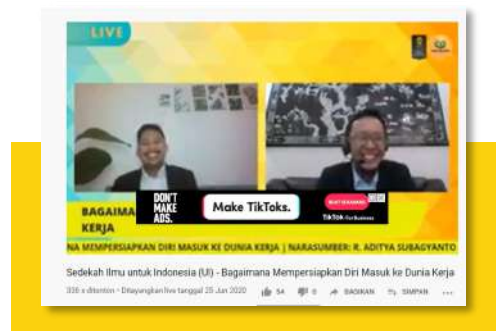 LIVE
DON'T
MAKE
ADS.
Make TikToks.
TikTok For Business
BAGAIMA
KERJA
NA MEMPERSIAPKAN DIRI MASUK KE DUNIA KERJA | NARASUMBER: R. ADITYA SUBAGYANTO
Sedekah Ilmu untuk Indonesia (UI) - Bagaimana Mempersiapkan Diri Masuk ke Dunia Kerja
336 x ditonton • Ditayangkan live tanggal 25 Jun 2020
54
0
BAGIKAN
SIMPAN